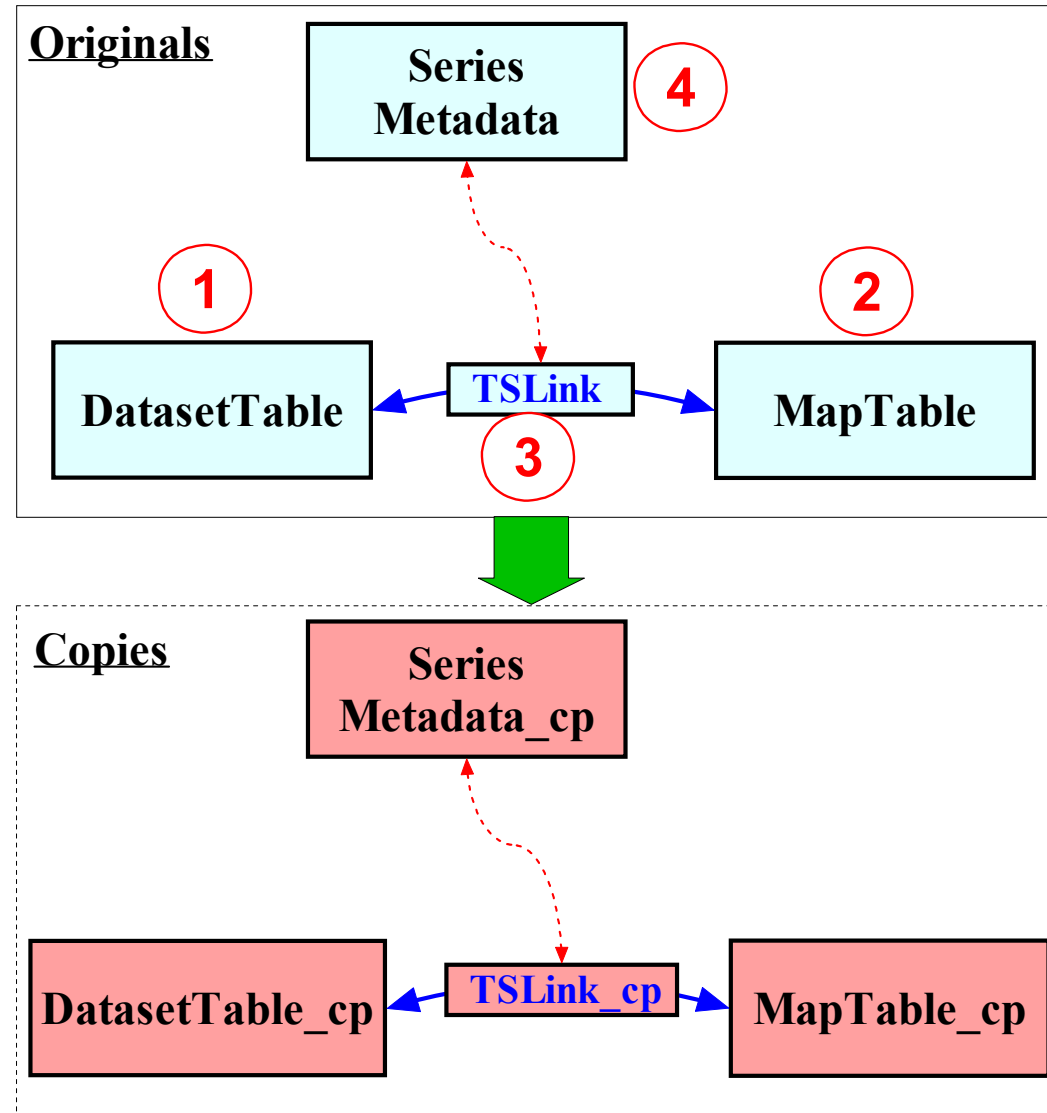 Originals
Series
Metadata
4
1
2
DatasetTable
TSLink
MapTable
3
Copies
Series
Metadata_cp
DatasetTable_cp
TSLink_cp
MapTable_cp